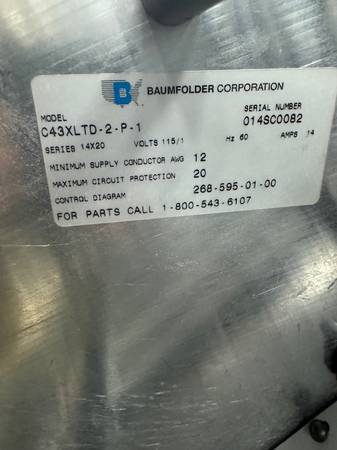 B BAUMFOLDER CORPORATION
MODEL SERIAL NUMBER
C43XLTD-2-P-1 014SC0082
SERIES 14X20 VOLTS 115/1 Hz 60 AMPS 14
MINIMUM SUPPLY CONDUCTOR AWG 12
MAXIMUM CIRCUIT PROTECTION 20
CONTROL DIAGRAM 268-595-01-00
FOR PARTS CALL 1-800-543-6107